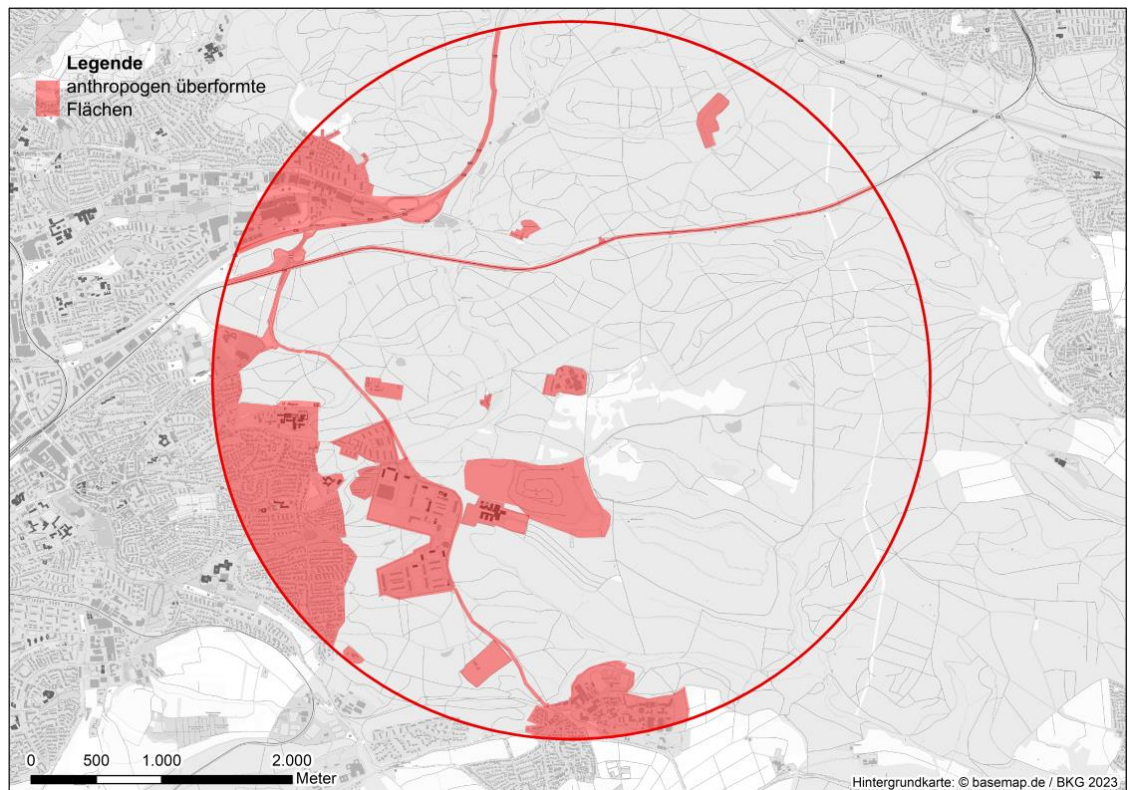 Legende
anthropogen überformte
Flächen
0 500 1.000 2.000
Meter
Hintergrundkarte: © basemap.de / BKG 2023